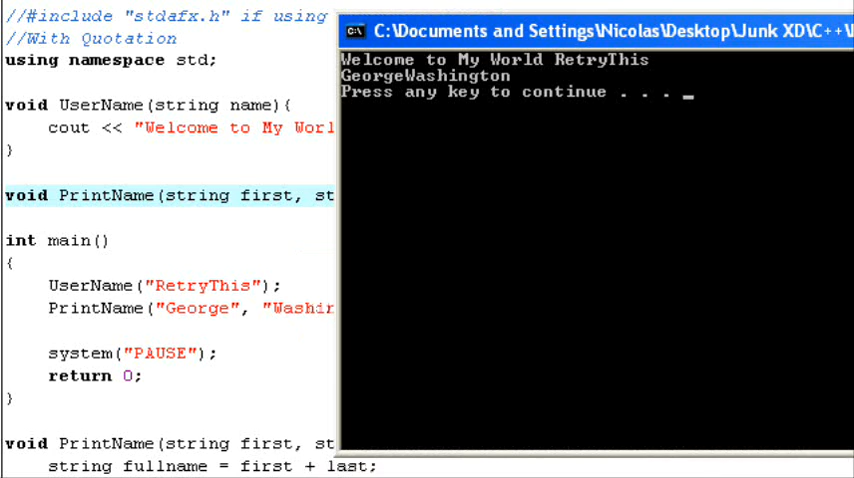 //#include "stdafx.h" if using
//With Quotation
using namespace std;
void UserName(string name){
cout << "Welcome to My Worl
}
void PrintName(string first, st
int main()
{
UserName("RetryThis");
PrintName("George", "Washin
system("PAUSE");
return 0;
}
void PrintName(string first, st
string fullname = first + last;
C:\Documents and Settings\Nicolas\Desktop\Junk XD\C++\
Welcome to My World RetryThis
GeorgeWashington
Press any key to continue . . . _